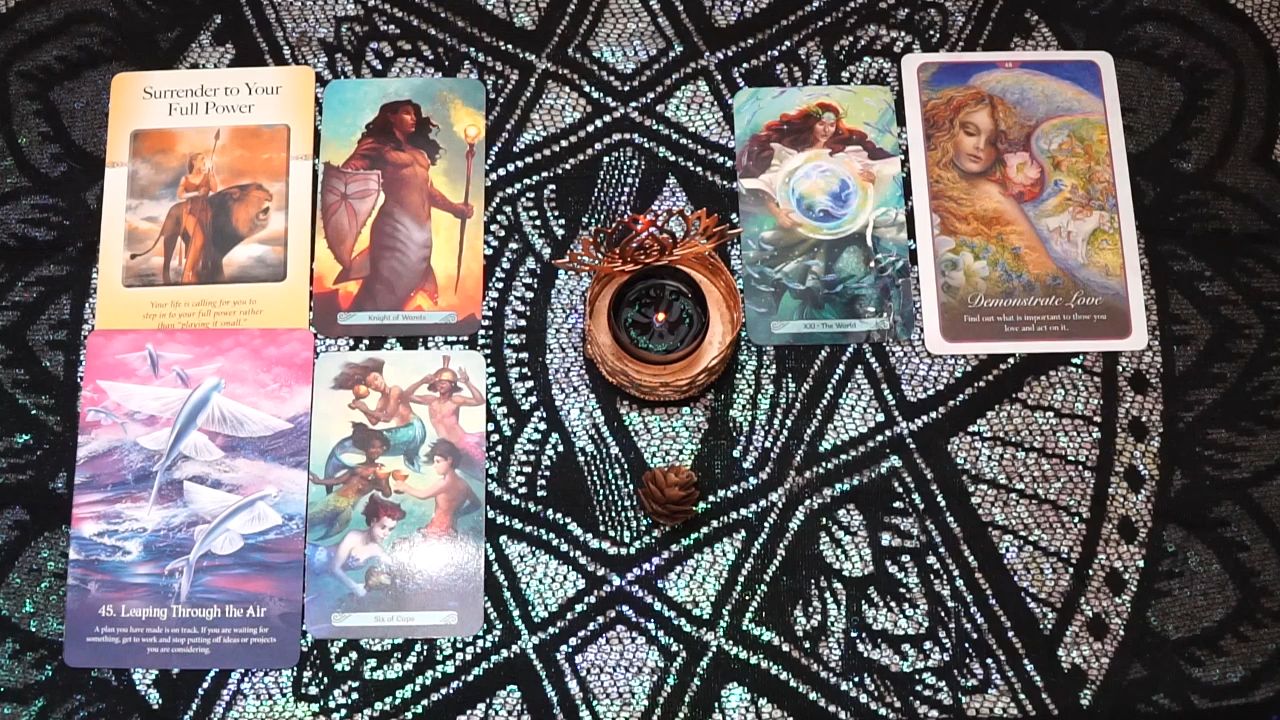 Surrender to Your
Full Power
Your life is calling for you to
step in to your full power rather
than "playing it small."
Knight of Wands
XXI - The World
Demonstrate Love
Find out what is important to those you
love and act on it.
45. Leaping Through the Air
A plan you have made is on track. If you are waiting for
something, get to work and stop putting off ideas or projects
you are considering.
Six of Cups